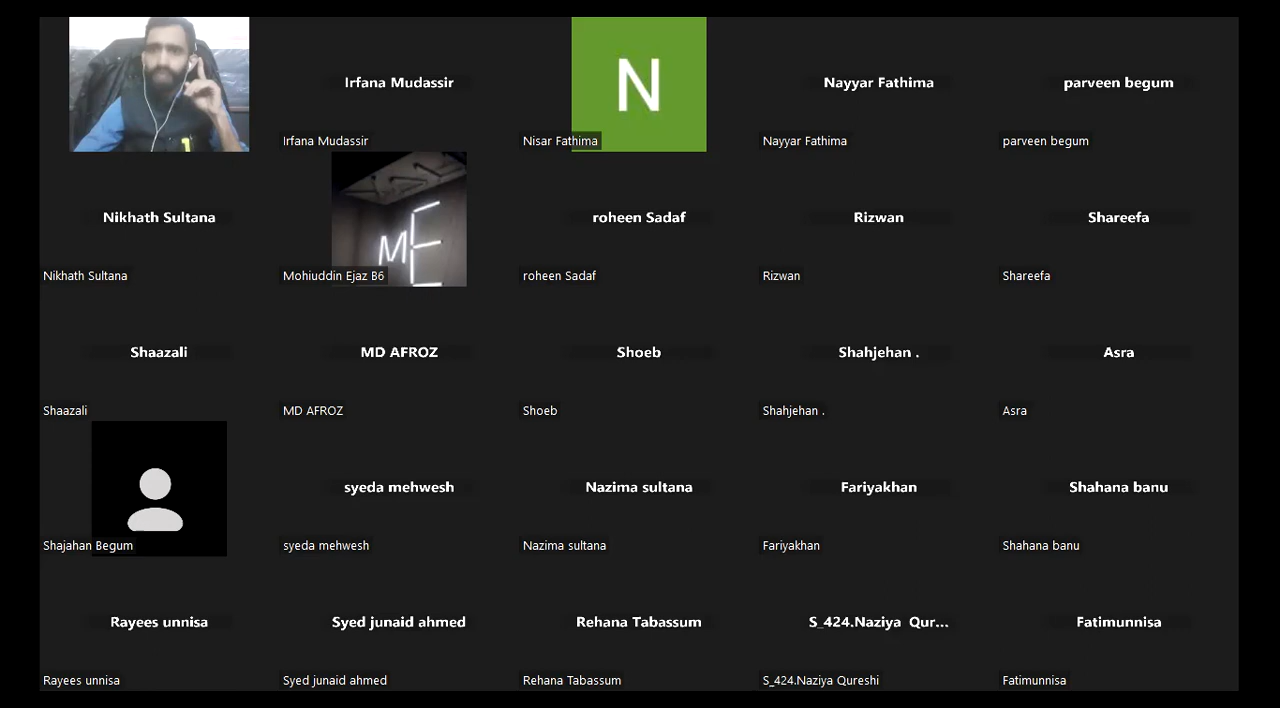 Irfana Mudassir
N
Nayyar Fathima
parveen begum
Irfana Mudassir
Nisar Fathima
Nayyar Fathima
parveen begum
Nikhath Sultana
ME
roheen Sadaf
Rizwan
Shareefa
Nikhath Sultana
Mohiuddin Ejaz B6
roheen Sadaf
Rizwan
Shareefa
Shaazali
MD AFROZ
Shoeb
Shahjehan .
Asra
Shaazali
MD AFROZ
Shoeb
Shahjehan .
Asra
syeda mehwesh
Nazima sultana
Fariyakhan
Shahana banu
Shajahan Begum
syeda mehwesh
Nazima sultana
Fariyakhan
Shahana banu
Rayees unnisa
Syed junaid ahmed
Rehana Tabassum
S_424.Naziya Qur...
Fatimunnisa
Rayees unnisa
Syed junaid ahmed
Rehana Tabassum
S_424.Naziya Qureshi
Fatimunnisa